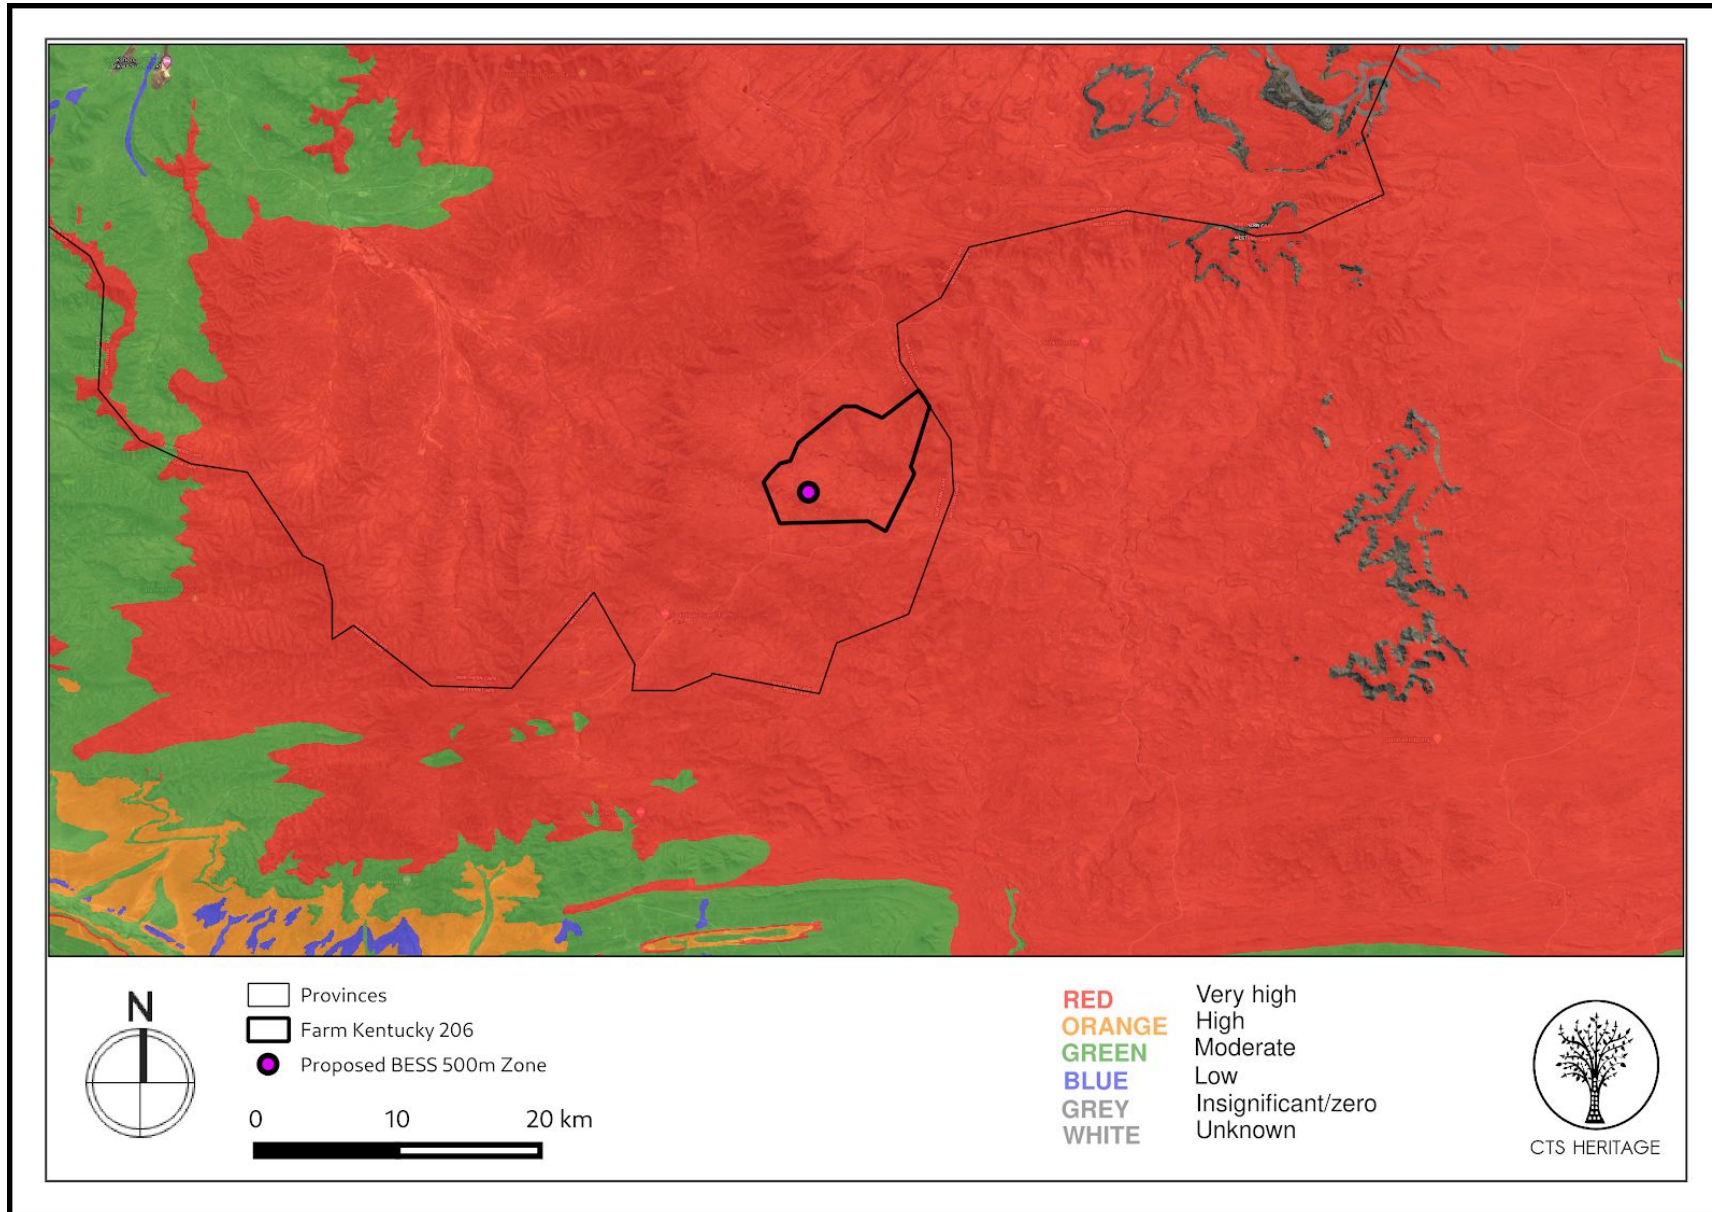 N
Provinces
Farm Kentucky 206
Proposed BESS 500m Zone
0 10 20 km
RED Very high
ORANGE High
GREEN Moderate
BLUE Low
GREY Insignificant/zero
WHITE Unknown
CTS HERITAGE